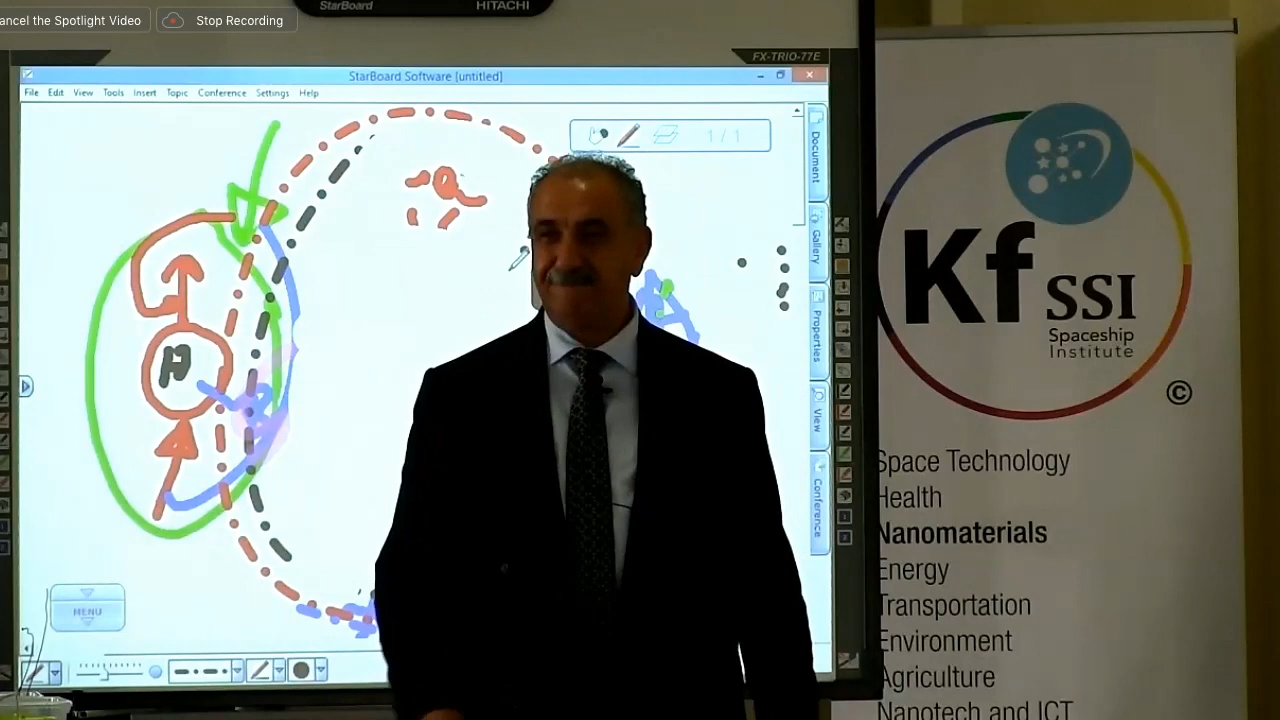 ancel the Spotlight Video
Stop Recording
StarBoard
HITACHI
FX-TRIO-77E
StarBoard Software [untitled]
File Edit View Tools Insert Topic Conference Settings Help
1 / 1
Document
Gallery
Properties
View
Conference
MENU
H
Kf
SSI
Spaceship
Institute
©
Space Technology
Health
Nanomaterials
Energy
Transportation
Environment
Agriculture
Nanotech and ICT